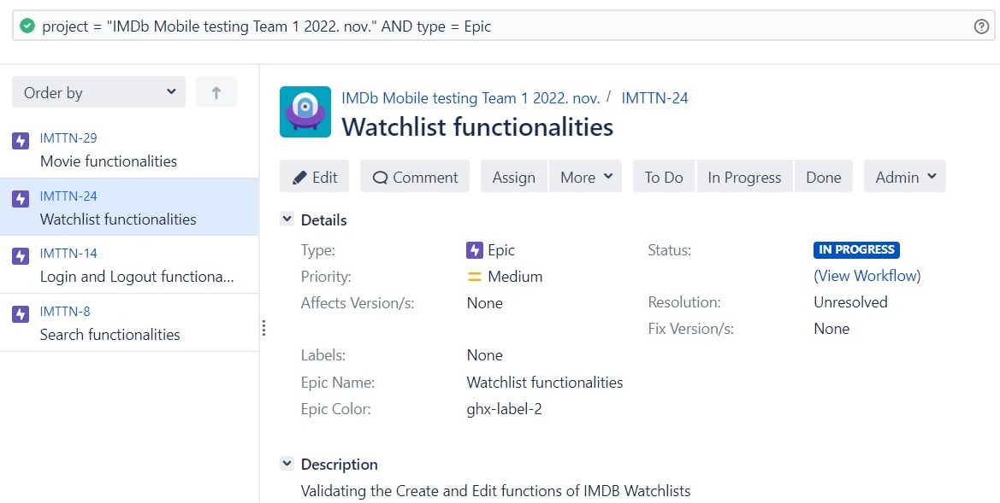 project = "IMDb Mobile testing Team 1 2022. nov." AND type = Epic
Order by
IMTTN-29
Movie functionalities
IMTTN-24
Watchlist functionalities
IMTTN-14
Login and Logout functiona...
IMTTN-8
Search functionalities
IMDb Mobile testing Team 1 2022. nov. / IMTTN-24
Watchlist functionalities
Edit Comment Assign More To Do In Progress Done Admin
Details
Type: Epic Status: IN PROGRESS
Priority: Medium (View Workflow)
Affects Version/s: None Resolution: Unresolved
Fix Version/s: None
Labels: None
Epic Name: Watchlist functionalities
Epic Color: ghx-label-2
Description
Validating the Create and Edit functions of IMDB Watchlists